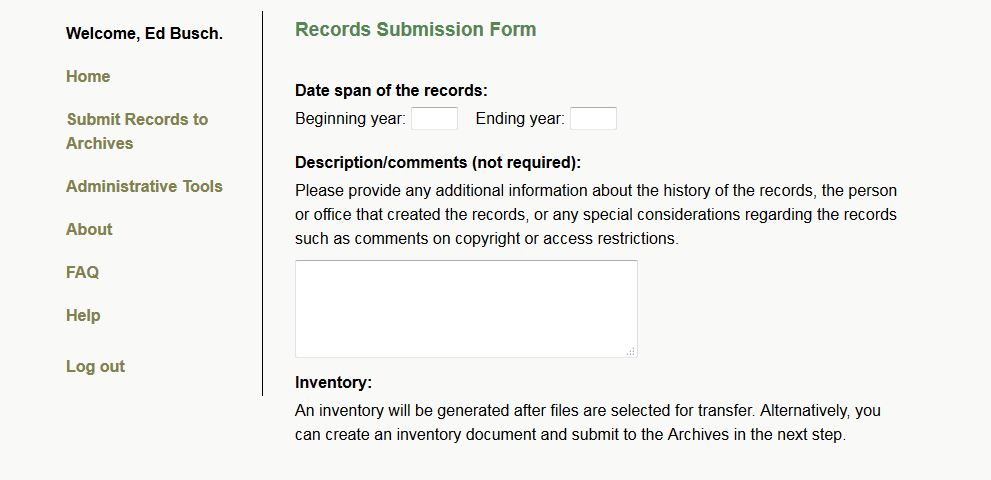 Welcome, Ed Busch.
Home
Submit Records to
Archives
Administrative Tools
About
FAQ
Help
Log out
Records Submission Form
Date span of the records:
Beginning year: Ending year:
Description/comments (not required):
Please provide any additional information about the history of the records, the person
or office that created the records, or any special considerations regarding the records
such as comments on copyright or access restrictions.
Inventory:
An inventory will be generated after files are selected for transfer. Alternatively, you
can create an inventory document and submit to the Archives in the next step.